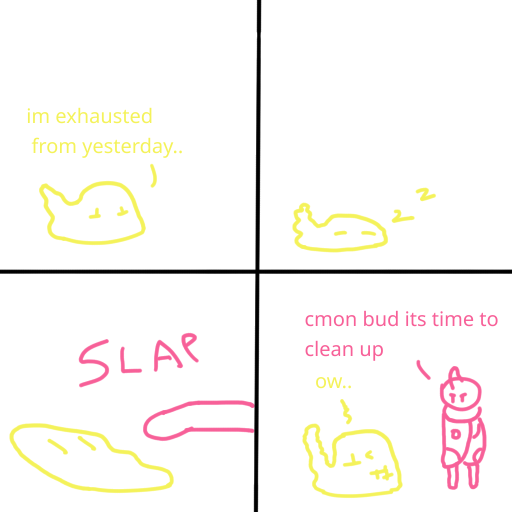 im exhausted
from yesterday..
z z
SLAP
cmon bud its time to
clean up
ow..